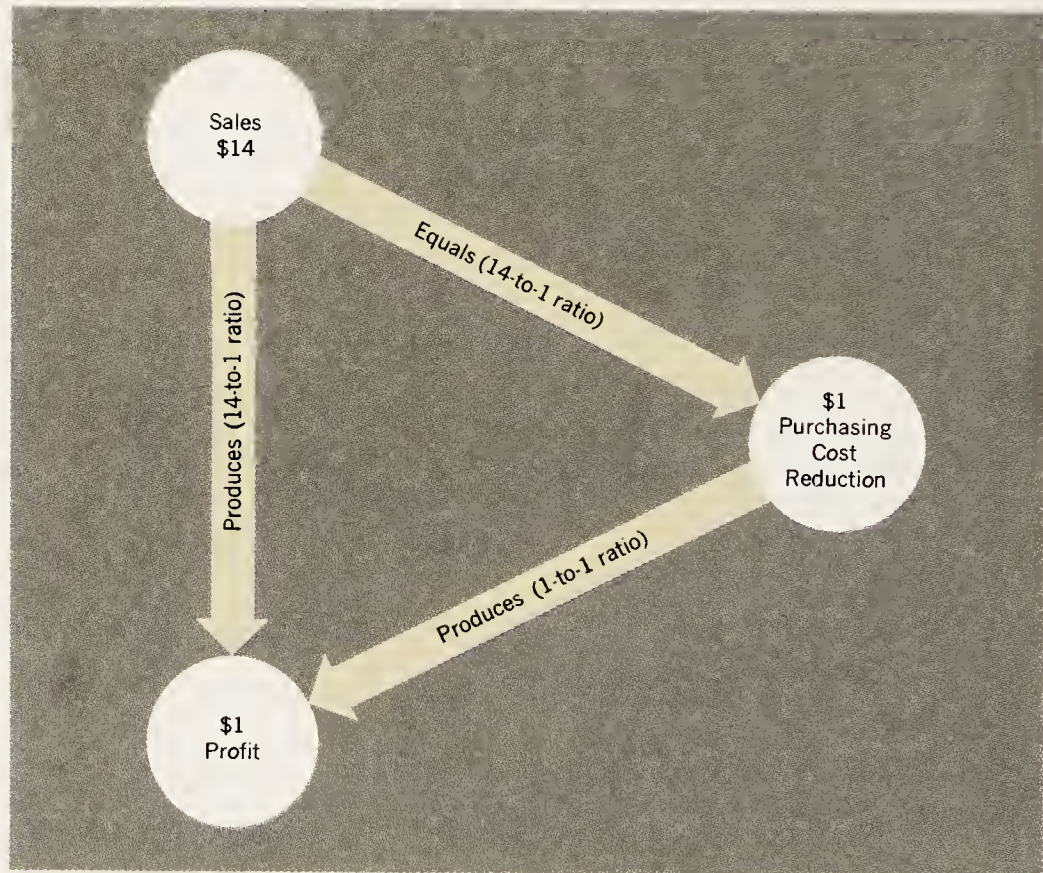 Sales
$14
Equals (14-to-1 ratio)
Produces (14-to-1 ratio)
$1
Purchasing
Cost
Reduction
Produces (1-to-1 ratio)
$1
Profit